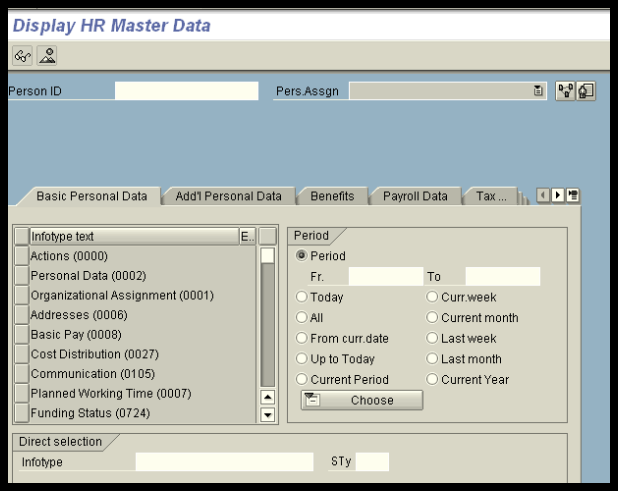 Display HR Master Data
Person ID Pers.Assgn
Basic Personal Data Add'l Personal Data Benefits Payroll Data Tax ...
Infotype text E..
Actions (0000)
Personal Data (0002)
Organizational Assignment (0001)
Addresses (0006)
Basic Pay (0008)
Cost Distribution (0027)
Communication (0105)
Planned Working Time (0007)
Funding Status (0724)
Period
Period
Fr. To
Today Curr.week
All Current month
From curr.date Last week
Up to Today Last month
Current Period Current Year
Choose
Direct selection
Infotype STy